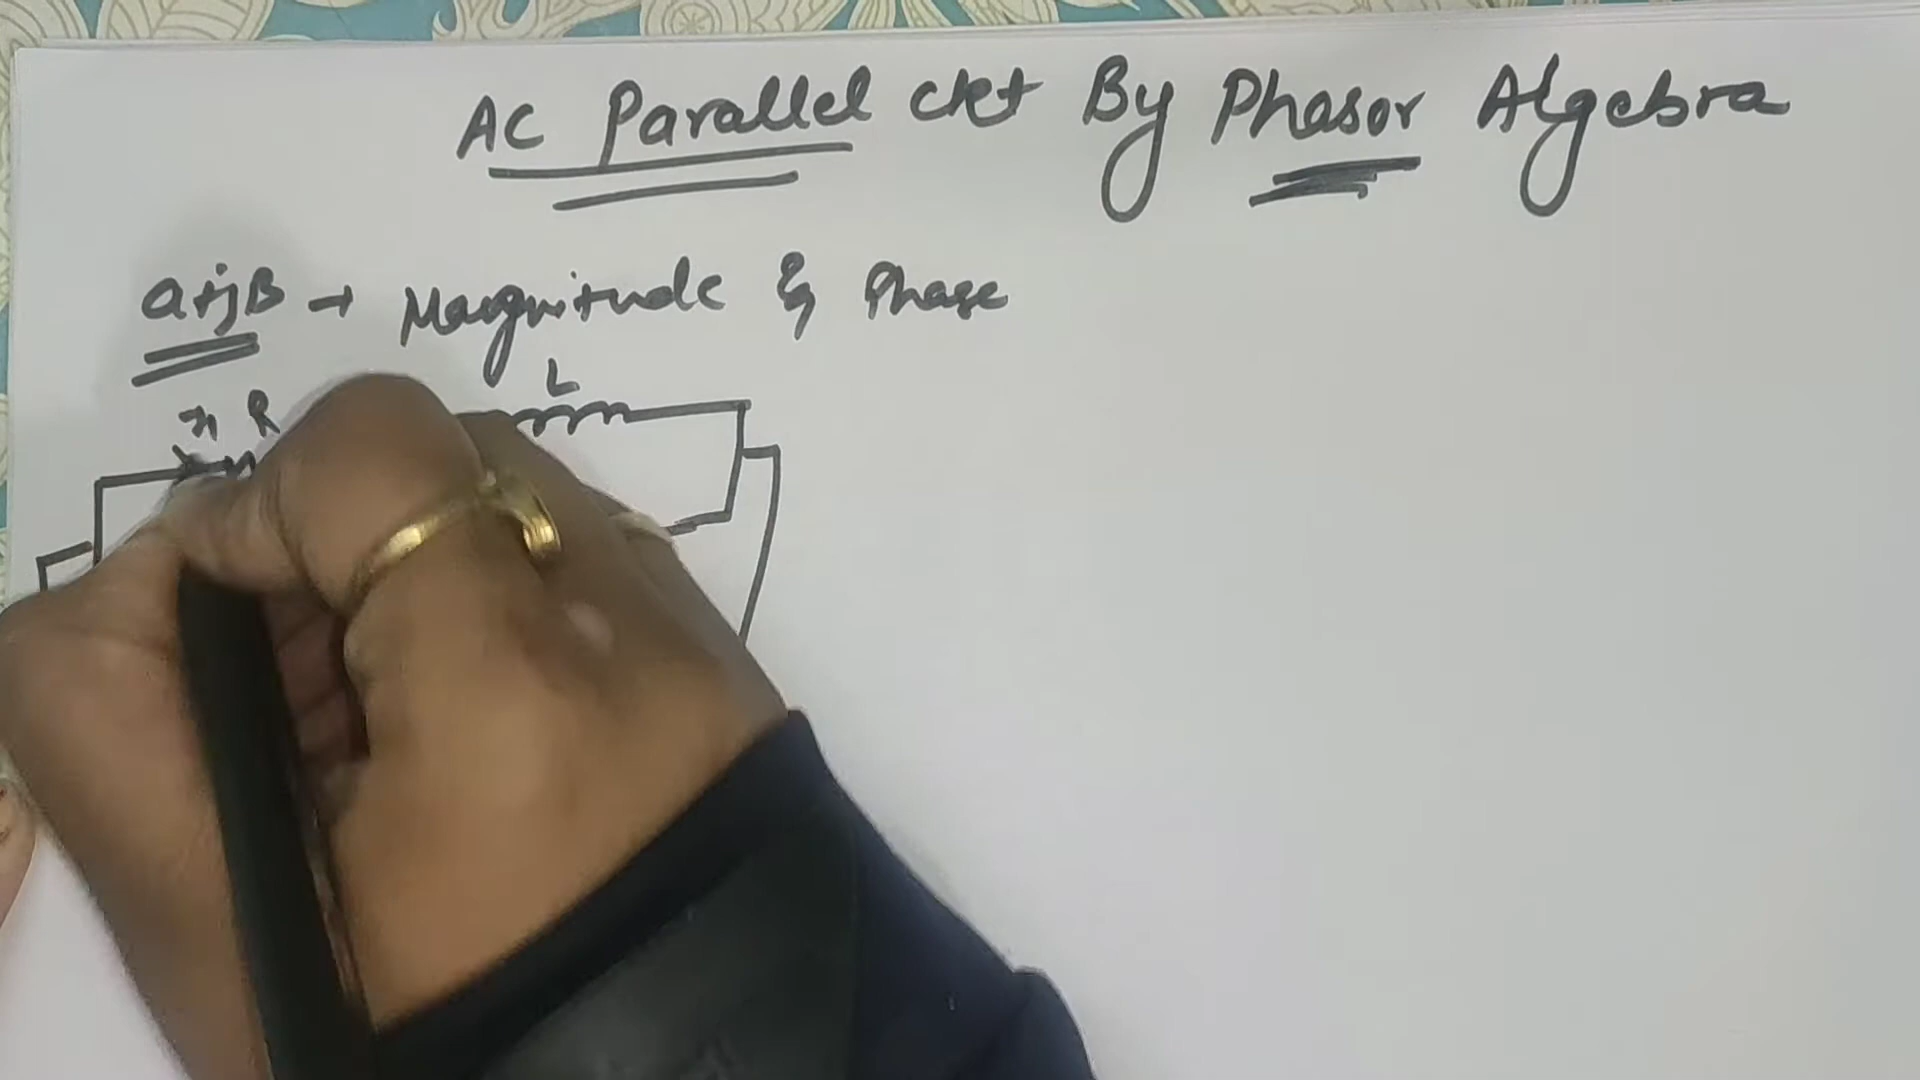 AC Parallel ckt By Phasor Algebra
a+jB → Magnitude & Phase
L
R